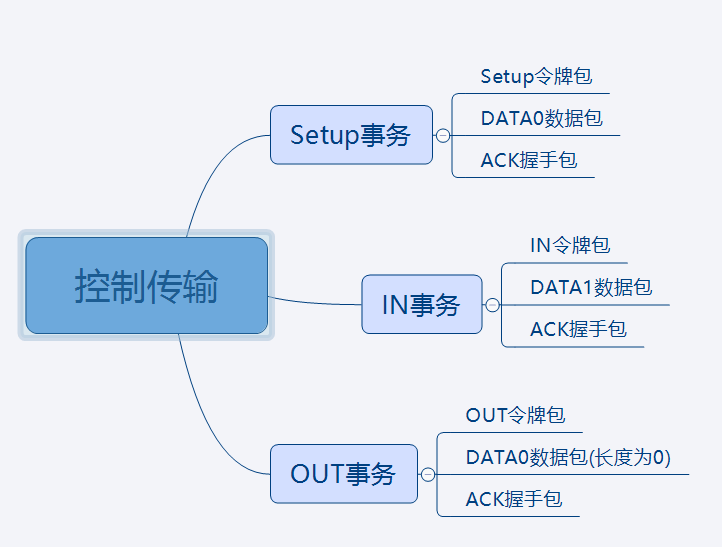 控制传输
Setup事务
Setup令牌包
DATA0数据包
ACK握手包
IN事务
IN令牌包
DATA1数据包
ACK握手包
OUT事务
OUT令牌包
DATA0数据包(长度为0)
ACK握手包